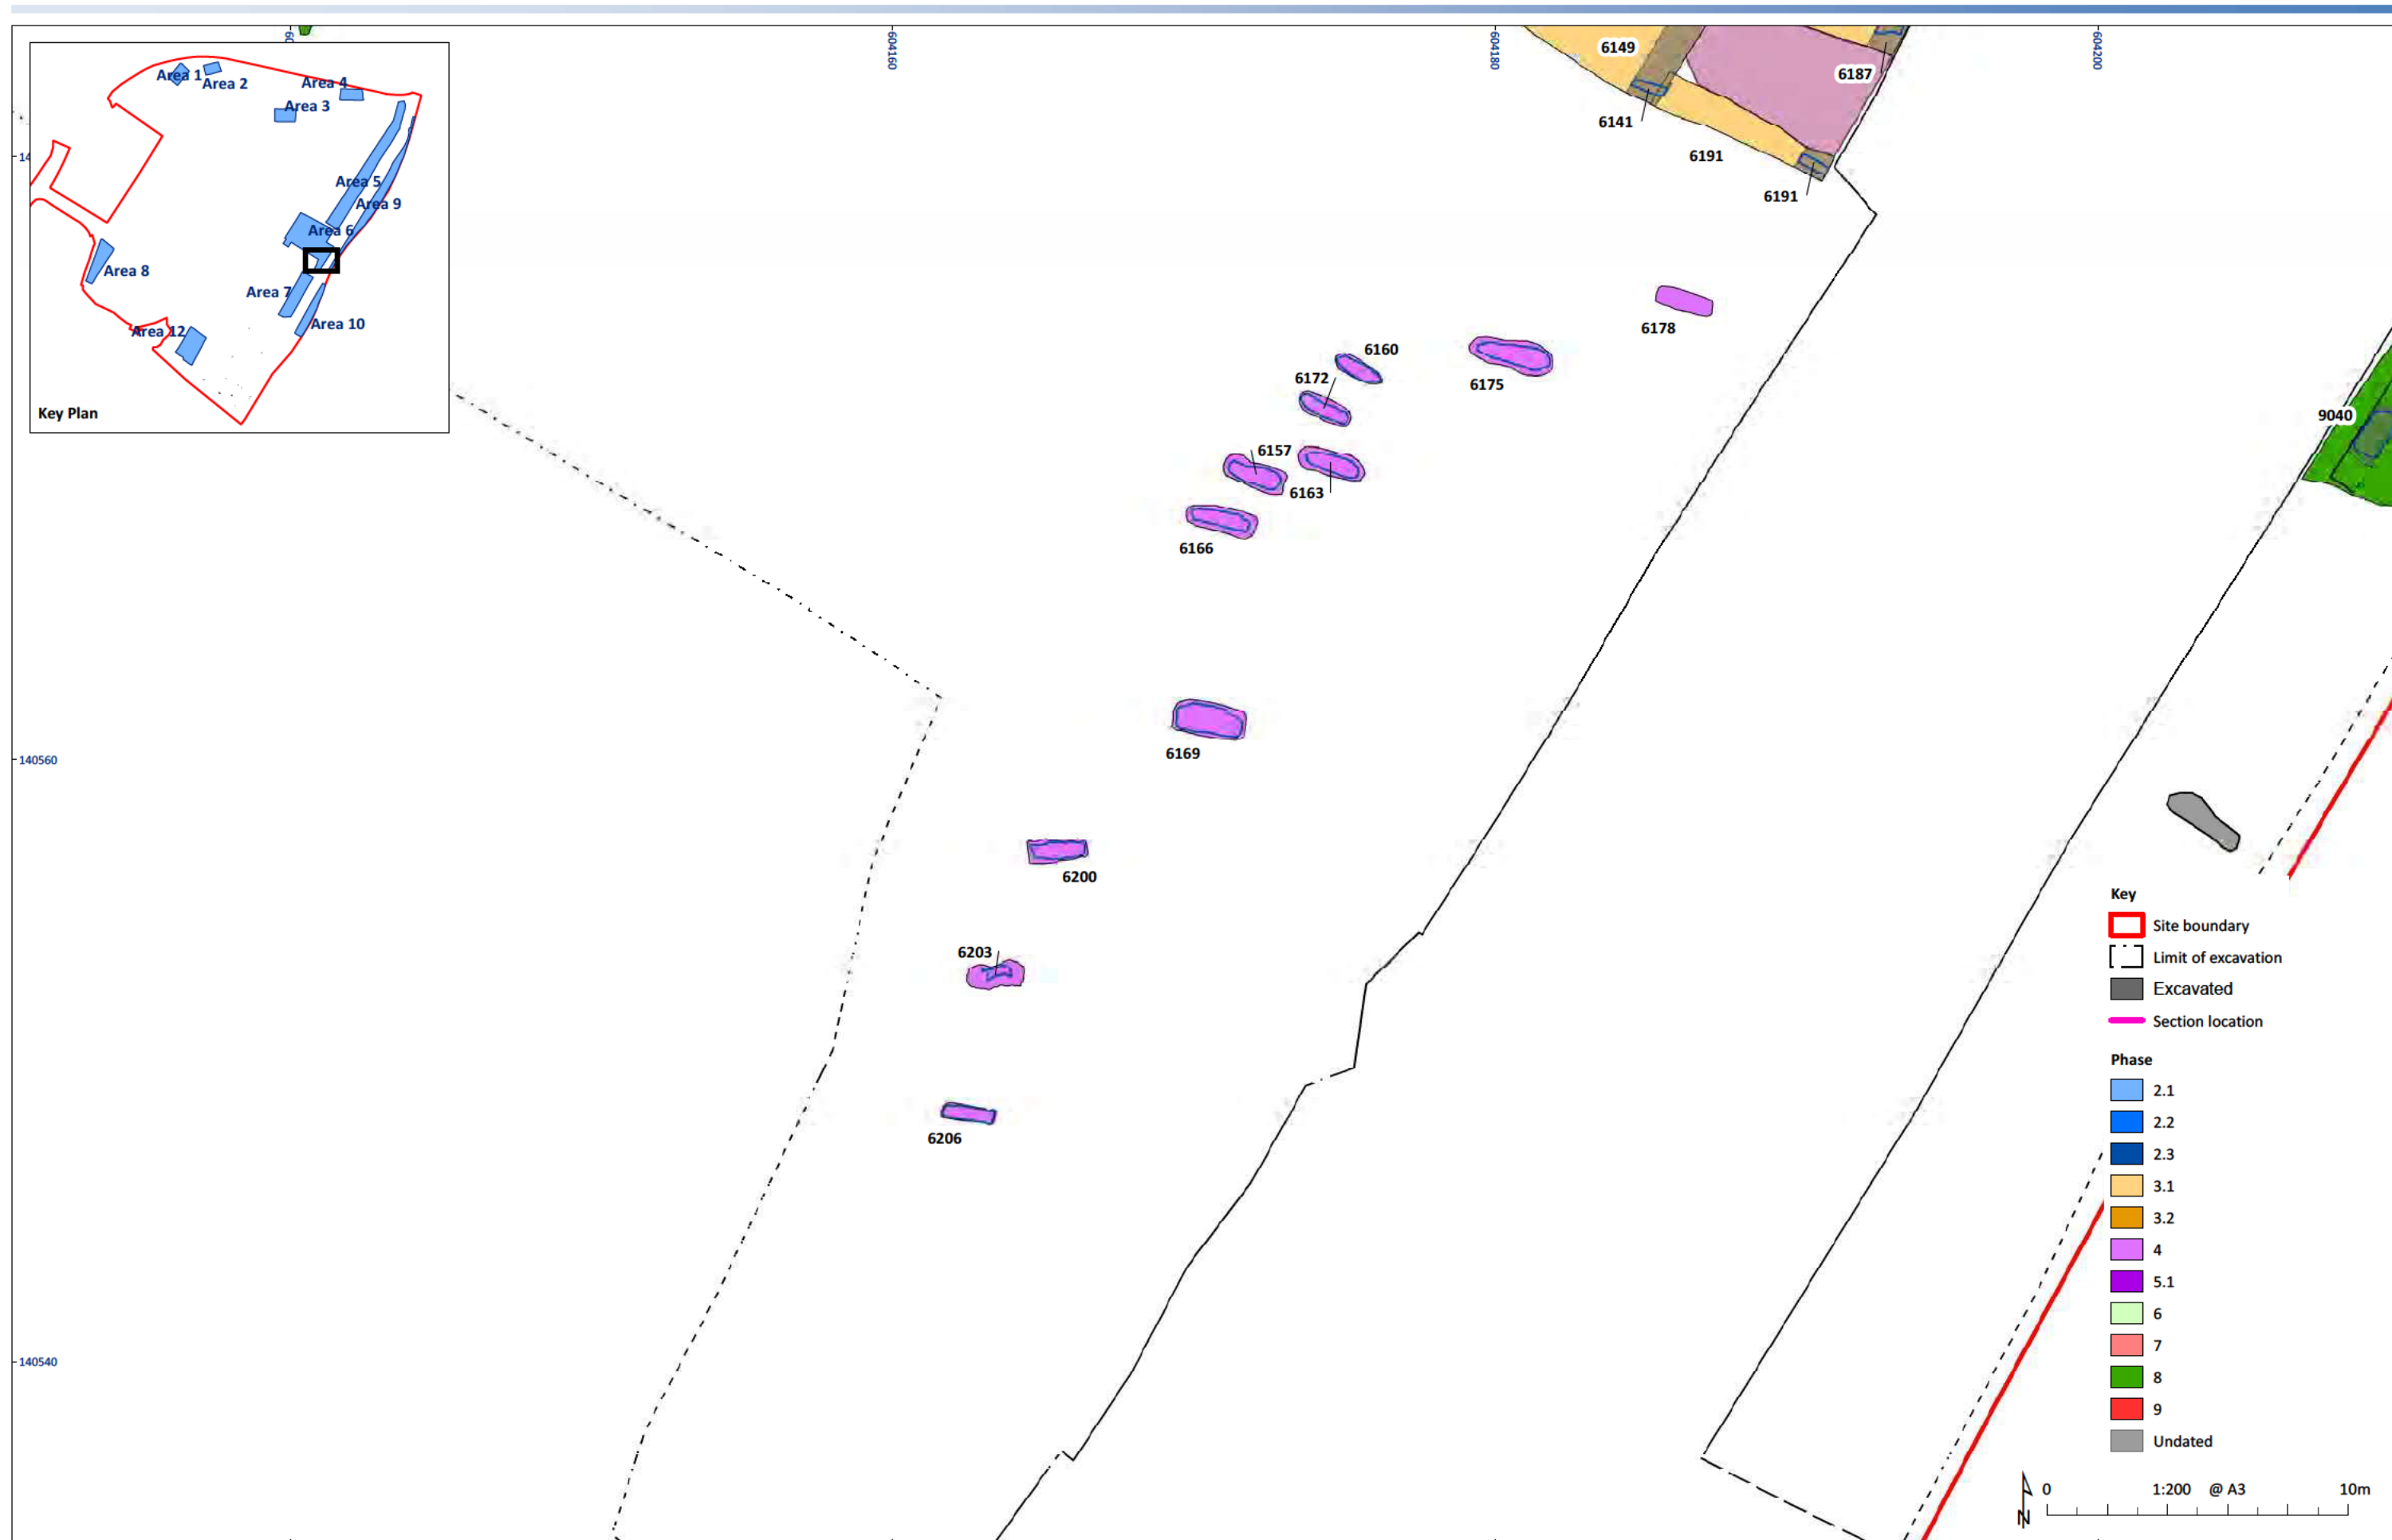 60
604160
604180
604200
14
140560
140540
Area 1
Area 2
Area 3
Area 4
Area 5
Area 9
Area 6
Area 8
Area 7
Area 10
Area 12
Key Plan
6149
6187
6141
6191
6191
6178
6160
6172
6175
6157
6163
6166
9040
6169
6200
6203
6206
Key
Site boundary
Limit of excavation
Excavated
Section location
Phase
2.1
2.2
2.3
3.1
3.2
4
5.1
6
7
8
9
Undated
N
0 1:200 @ A3 10m